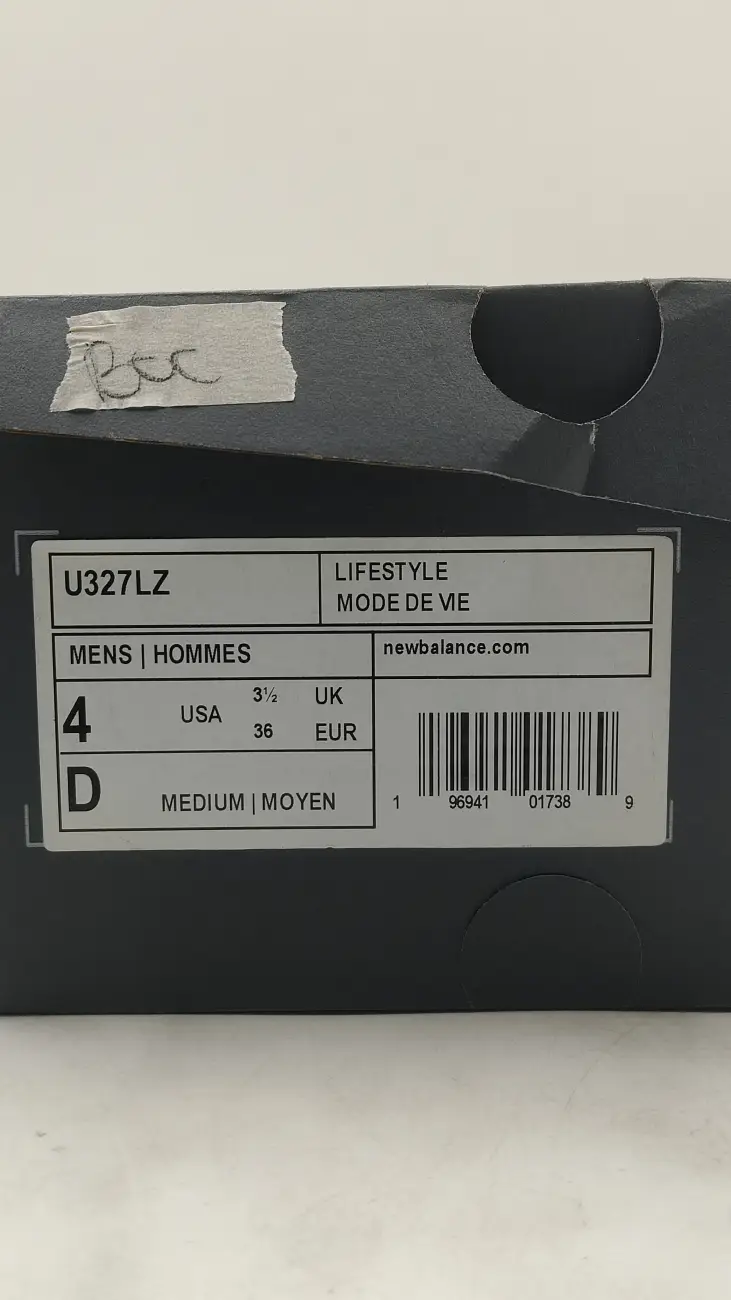 U327LZ
LIFESTYLE
MODE DE VIE
MENS | HOMMES
newbalance.com
4 USA 3½ UK
36 EUR
D MEDIUM | MOYEN
1 96941 01738 9